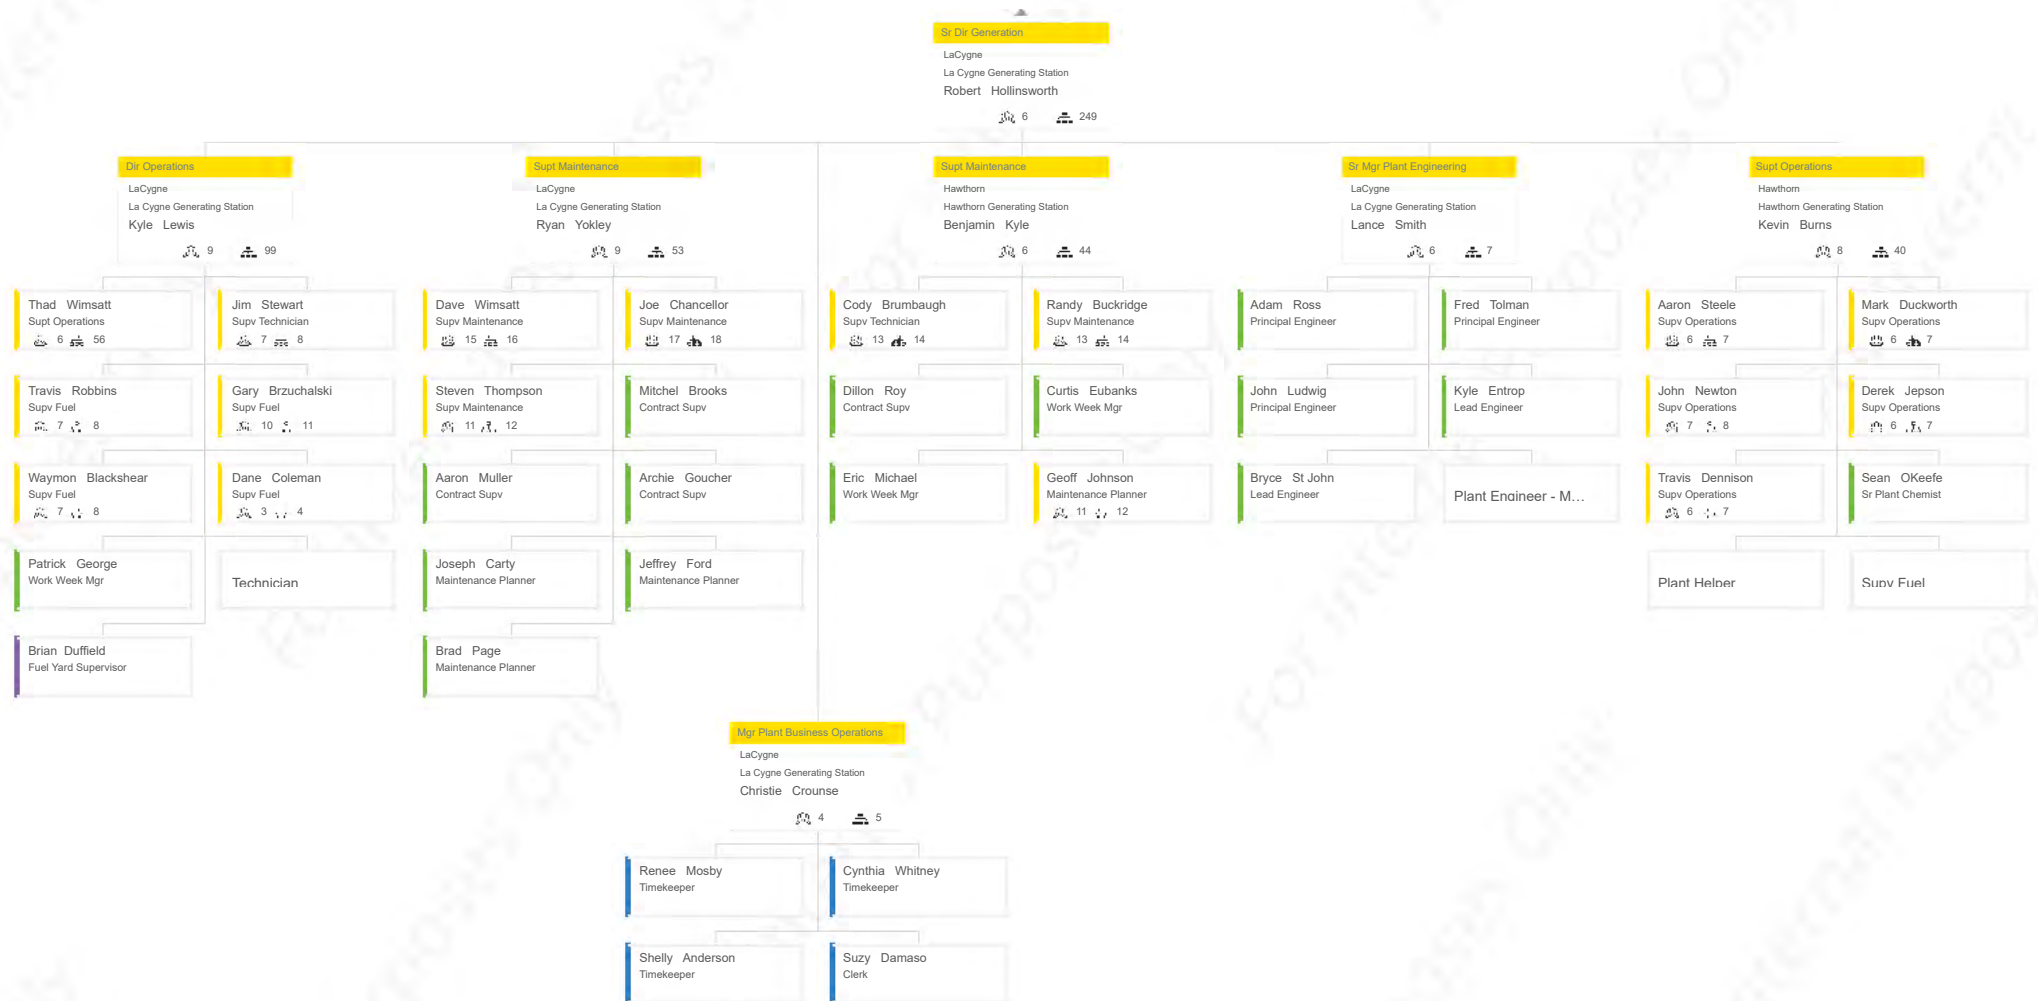 Sr Dir Generation
LaCygne
La Cygne Generating Station
Robert Hollinsworth
6 249
Dir Operations
LaCygne
La Cygne Generating Station
Kyle Lewis
9 99
Supt Maintenance
LaCygne
La Cygne Generating Station
Ryan Yokley
9 53
Supt Maintenance
Hawthorn
Hawthorn Generating Station
Benjamin Kyle
6 44
Sr Mgr Plant Engineering
LaCygne
La Cygne Generating Station
Lance Smith
6 7
Supt Operations
Hawthorn
Hawthorn Generating Station
Kevin Burns
8 40
Thad Wimsatt
Supt Operations
6 56
Jim Stewart
Supv Technician
7 8
Travis Robbins
Supv Fuel
7 8
Gary Brzuchalski
Supv Fuel
10 11
Waymon Blackshear
Supv Fuel
7 8
Dane Coleman
Supv Fuel
3 4
Patrick George
Work Week Mgr
Technician
Brian Duffield
Fuel Yard Supervisor
Dave Wimsatt
Supv Maintenance
15 16
Joe Chancellor
Supv Maintenance
17 18
Steven Thompson
Supv Maintenance
11 12
Mitchel Brooks
Contract Supv
Aaron Muller
Contract Supv
Archie Goucher
Contract Supv
Joseph Carty
Maintenance Planner
Jeffrey Ford
Maintenance Planner
Brad Page
Maintenance Planner
Cody Brumbaugh
Supv Technician
13 14
Randy Buckridge
Supv Maintenance
13 14
Dillon Roy
Contract Supv
Curtis Eubanks
Work Week Mgr
Eric Michael
Work Week Mgr
Geoff Johnson
Maintenance Planner
11 12
Adam Ross
Principal Engineer
Fred Tolman
Principal Engineer
John Ludwig
Principal Engineer
Kyle Entrop
Lead Engineer
Bryce St John
Lead Engineer
Plant Engineer - M…
Aaron Steele
Supv Operations
6 7
Mark Duckworth
Supv Operations
6 7
John Newton
Supv Operations
7 8
Derek Jepson
Supv Operations
6 7
Travis Dennison
Supv Operations
6 7
Sean OKeefe
Sr Plant Chemist
Plant Helper
Supv Fuel
Mgr Plant Business Operations
LaCygne
La Cygne Generating Station
Christie Crounse
4 5
Renee Mosby
Timekeeper
Cynthia Whitney
Timekeeper
Shelly Anderson
Timekeeper
Suzy Damaso
Clerk